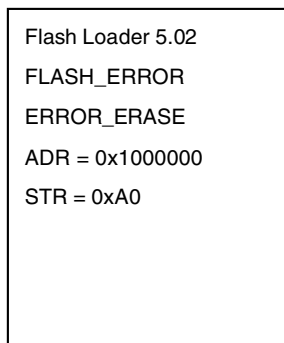 Flash Loader 5.02
FLASH_ERROR
ERROR_ERASE
ADR = 0x1000000
STR = 0xA0